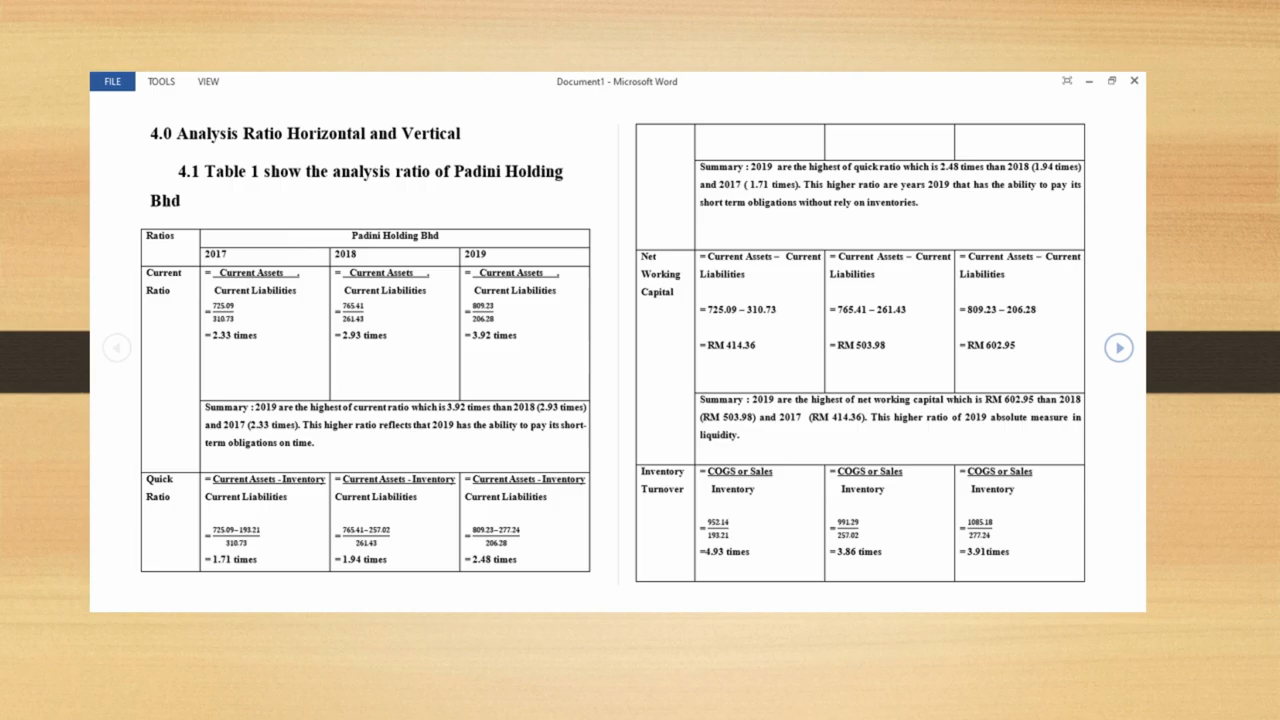 FILE TOOLS VIEW Document1 - Microsoft Word
4.0 Analysis Ratio Horizontal and Vertical
4.1 Table 1 show the analysis ratio of Padini Holding
Bhd
Ratios Padini Holding Bhd
2017 2018 2019
Current = Current Assets . = Current Assets . = Current Assets .
Ratio Current Liabilities Current Liabilities Current Liabilities
= 725.09 / 310.73 = 765.41 / 261.43 = 809.23 / 206.28
= 2.33 times = 2.93 times = 3.92 times
Summary : 2019 are the highest of current ratio which is 3.92 times than 2018 (2.93 times)
and 2017 (2.33 times). This higher ratio reflects that 2019 has the ability to pay its short-
term obligations on time.
Quick = Current Assets - Inventory = Current Assets - Inventory = Current Assets - Inventory
Ratio Current Liabilities Current Liabilities Current Liabilities
= 725.09−193.21 / 310.73 = 765.41−257.02 / 261.43 = 809.23−277.24 / 206.28
= 1.71 times = 1.94 times = 2.48 times
Summary : 2019 are the highest of quick ratio which is 2.48 times than 2018 (1.94 times)
and 2017 ( 1.71 times). This higher ratio are years 2019 that has the ability to pay its
short term obligations without rely on inventories.
Net = Current Assets – Current = Current Assets – Current = Current Assets – Current
Working Liabilities Liabilities Liabilities
Capital
= 725.09 – 310.73 = 765.41 – 261.43 = 809.23 – 206.28
= RM 414.36 = RM 503.98 = RM 602.95
Summary : 2019 are the highest of net working capital which is RM 602.95 than 2018
(RM 503.98) and 2017 (RM 414.36). This higher ratio of 2019 absolute measure in
liquidity.
Inventory = COGS or Sales = COGS or Sales = COGS or Sales
Turnover Inventory Inventory Inventory
= 952.14 / 193.21 = 991.29 / 257.02 = 1085.18 / 277.24
=4.93 times = 3.86 times = 3.91times